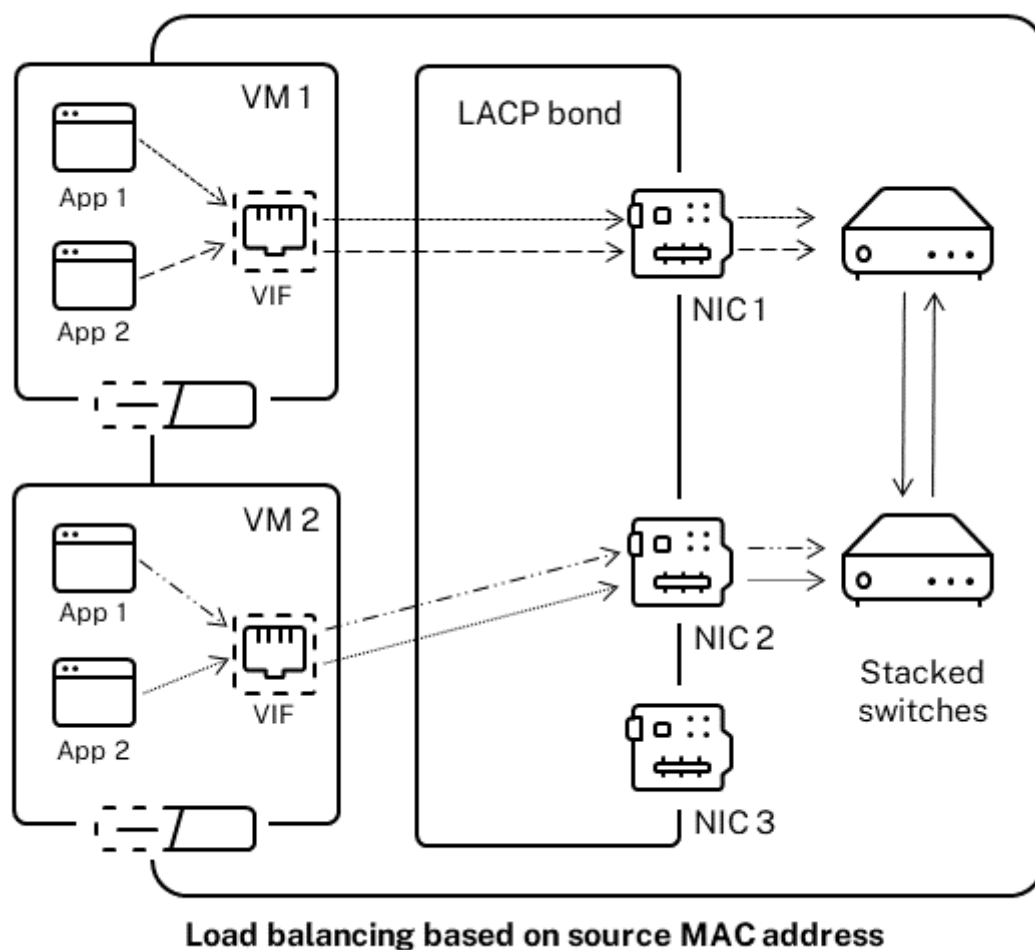 VM 1
App 1
App 2
VIF
LACP bond
NIC 1
VM 2
App 1
App 2
VIF
NIC 2
Stacked
switches
NIC 3
Load balancing based on source MAC address